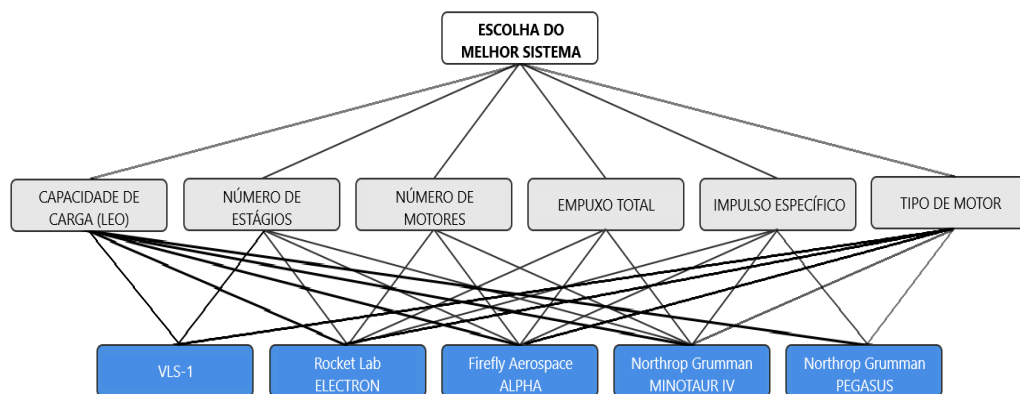 ESCOLHA DO
MELHOR SISTEMA
CAPACIDADE DE
CARGA (LEO)
NÚMERO DE
ESTÁGIOS
NÚMERO DE
MOTORES
EMPUXO TOTAL
IMPULSO ESPECÍFICO
TIPO DE MOTOR
VLS-1
Rocket Lab
ELECTRON
Firefly Aerospace
ALPHA
Northrop Grumman
MINOTAUR IV
Northrop Grumman
PEGASUS